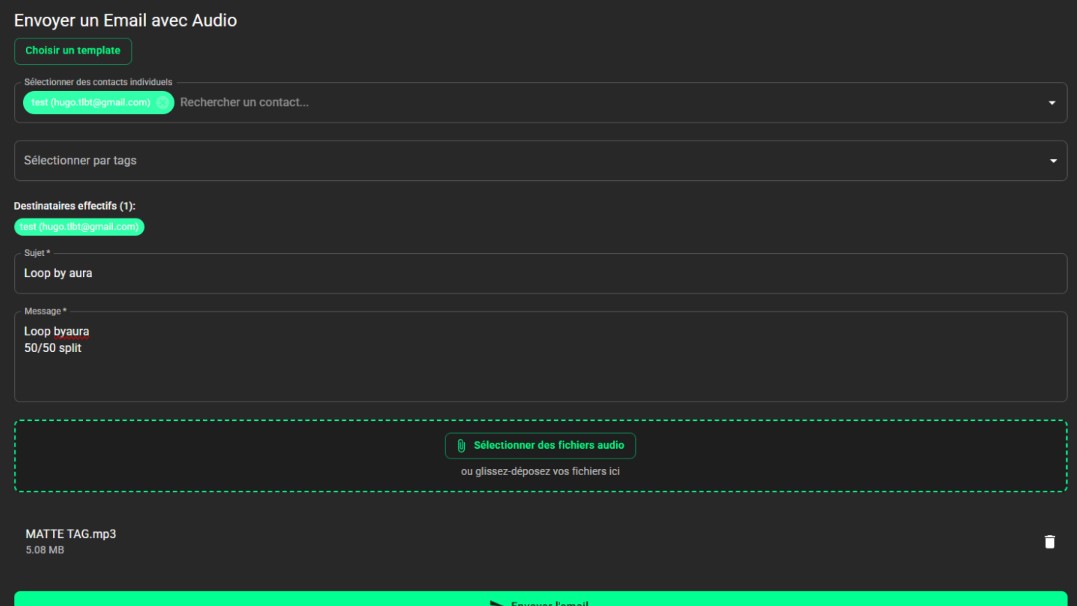 Envoyer un Email avec Audio
Choisir un template
Sélectionner des contacts individuels
test (hugo.tlbt@gmail.com)
Rechercher un contact...
Sélectionner par tags
Destinataires effectifs (1):
test (hugo.tlbt@gmail.com)
Sujet *
Loop by aura
Message *
Loop byaura
50/50 split
Sélectionner des fichiers audio
ou glissez-déposez vos fichiers ici
MATTE TAG.mp3
5.08 MB
Envoyer l'email